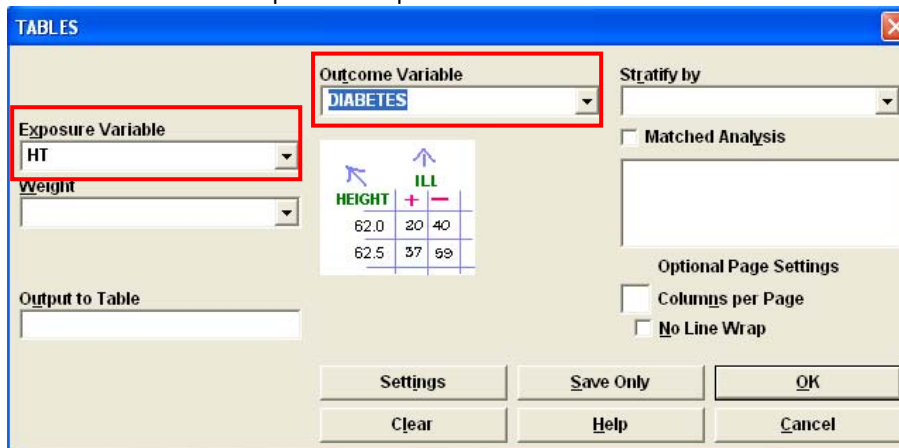 TABLES
Outcome Variable
DIABETES
Stratify by
Exposure Variable
HT
Matched Analysis
Weight
ILL
HEIGHT + −
62.0 20 40
62.5 37 59
Optional Page Settings
Columns per Page
Output to Table
No Line Wrap
Settings
Save Only
OK
Clear
Help
Cancel